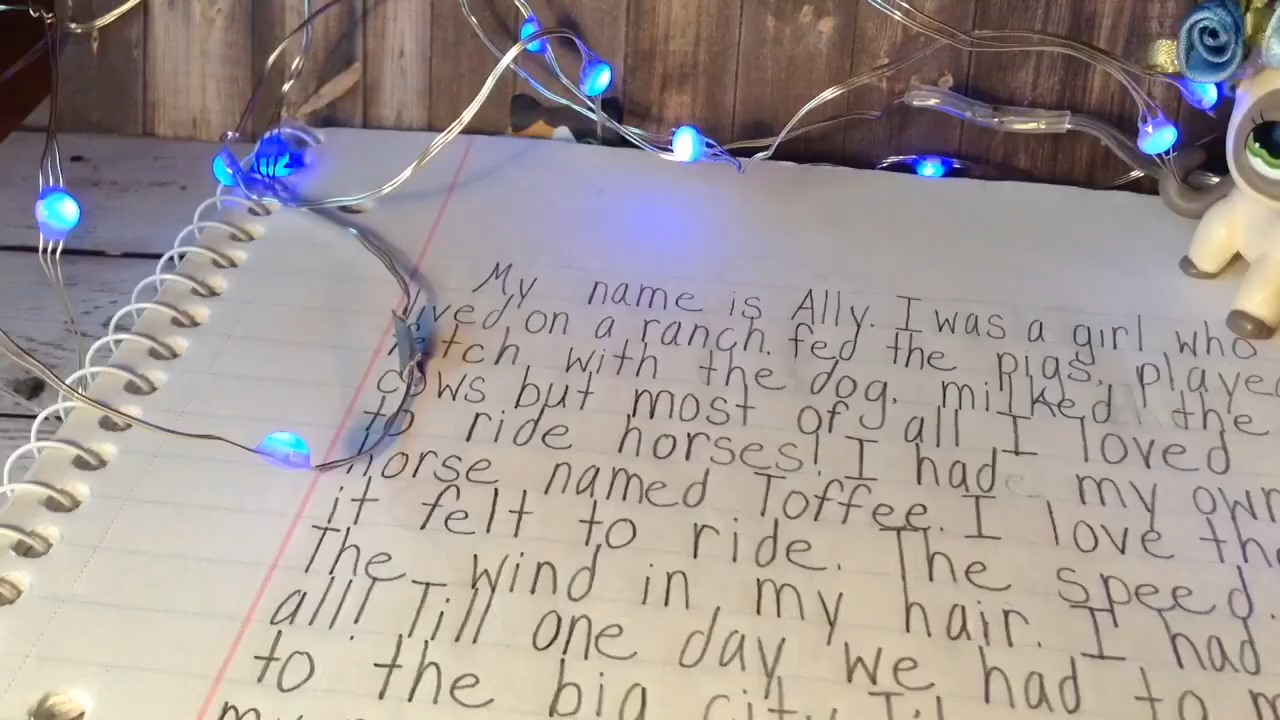 My name is Ally. I was a girl who
lived on a ranch. fed the pigs, played
fetch with the dog. milked the
cows but most of all I loved
to ride horses! I had my own
horse named Toffee. I love the
it felt to ride. The speed.
The wind in my hair. I had
all! Till one day we had to
to the big city.